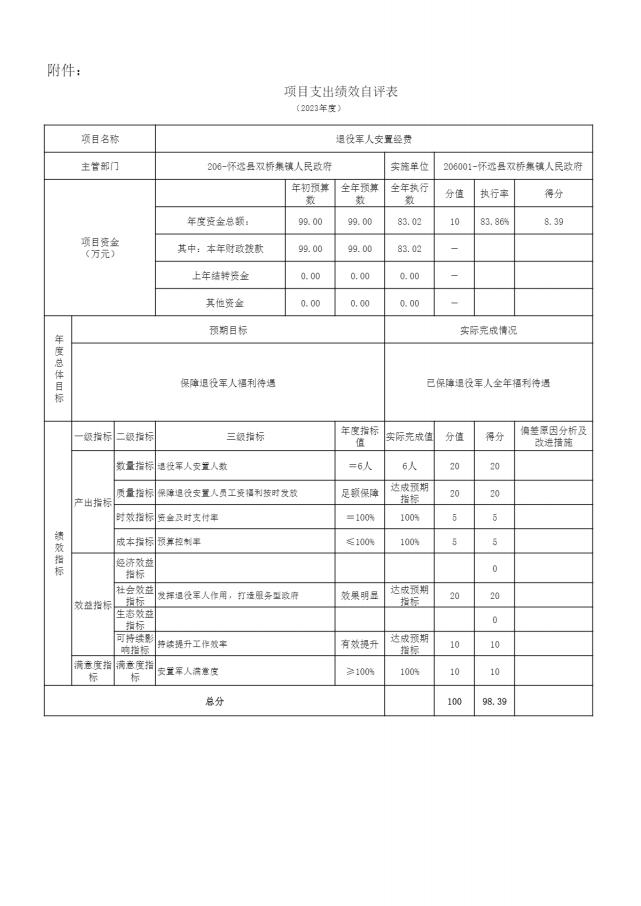 附件：
项目支出绩效自评表
（2023年度）
项目名称 退役军人安置经费
主管部门 206-怀远县双桥集镇人民政府 实施单位 206001-怀远县双桥集镇人民政府
项目资金（万元） 年初预算数 全年预算数 全年执行数 分值 执行率 得分
年度资金总额： 99.00 99.00 83.02 10 83.86% 8.39
其中：本年财政拨款 99.00 99.00 83.02 －
上年结转资金 0.00 0.00 0.00 －
其他资金 0.00 0.00 0.00 －
年度总体目标 预期目标 实际完成情况
保障退役军人福利待遇 已保障退役军人全年福利待遇
绩效指标 一级指标 二级指标 三级指标 年度指标值 实际完成值 分值 得分 偏差原因分析及改进措施
产出指标 数量指标 退役军人安置人数 ＝6人 6人 20 20
质量指标 保障退役安置人员工资福利按时发放 足额保障 达成预期指标 20 20
时效指标 资金及时支付率 ＝100% 100% 5 5
成本指标 预算控制率 ≤100% 100% 5 5
效益指标 经济效益指标 0
社会效益指标 发挥退役军人作用，打造服务型政府 效果明显 达成预期指标 20 20
生态效益指标 0
可持续影响指标 持续提升工作效率 有效提升 达成预期指标 10 10
满意度指标 满意度指标 安置军人满意度 ≥100% 100% 10 10
总分 100 98.39